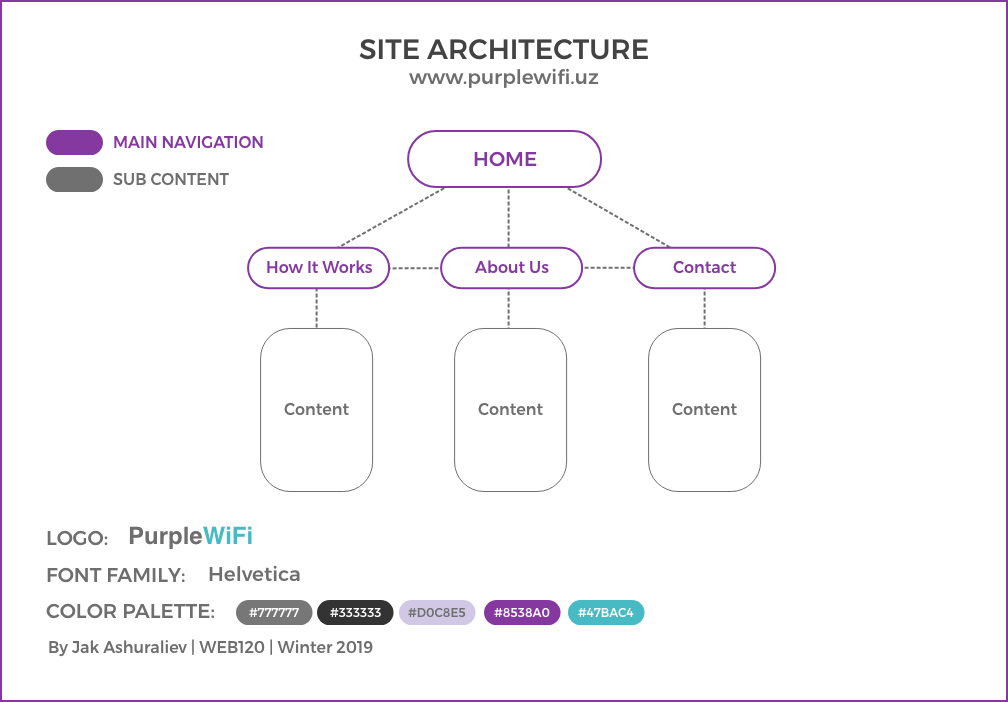 SITE ARCHITECTURE
www.purplewifi.uz
MAIN NAVIGATION
SUB CONTENT
HOME
How It Works
About Us
Contact
Content
Content
Content
LOGO: PurpleWiFi
FONT FAMILY: Helvetica
COLOR PALETTE: #777777 #333333 #D0C8E5 #8538A0 #47BAC4
By Jak Ashuraliev | WEB120 | Winter 2019